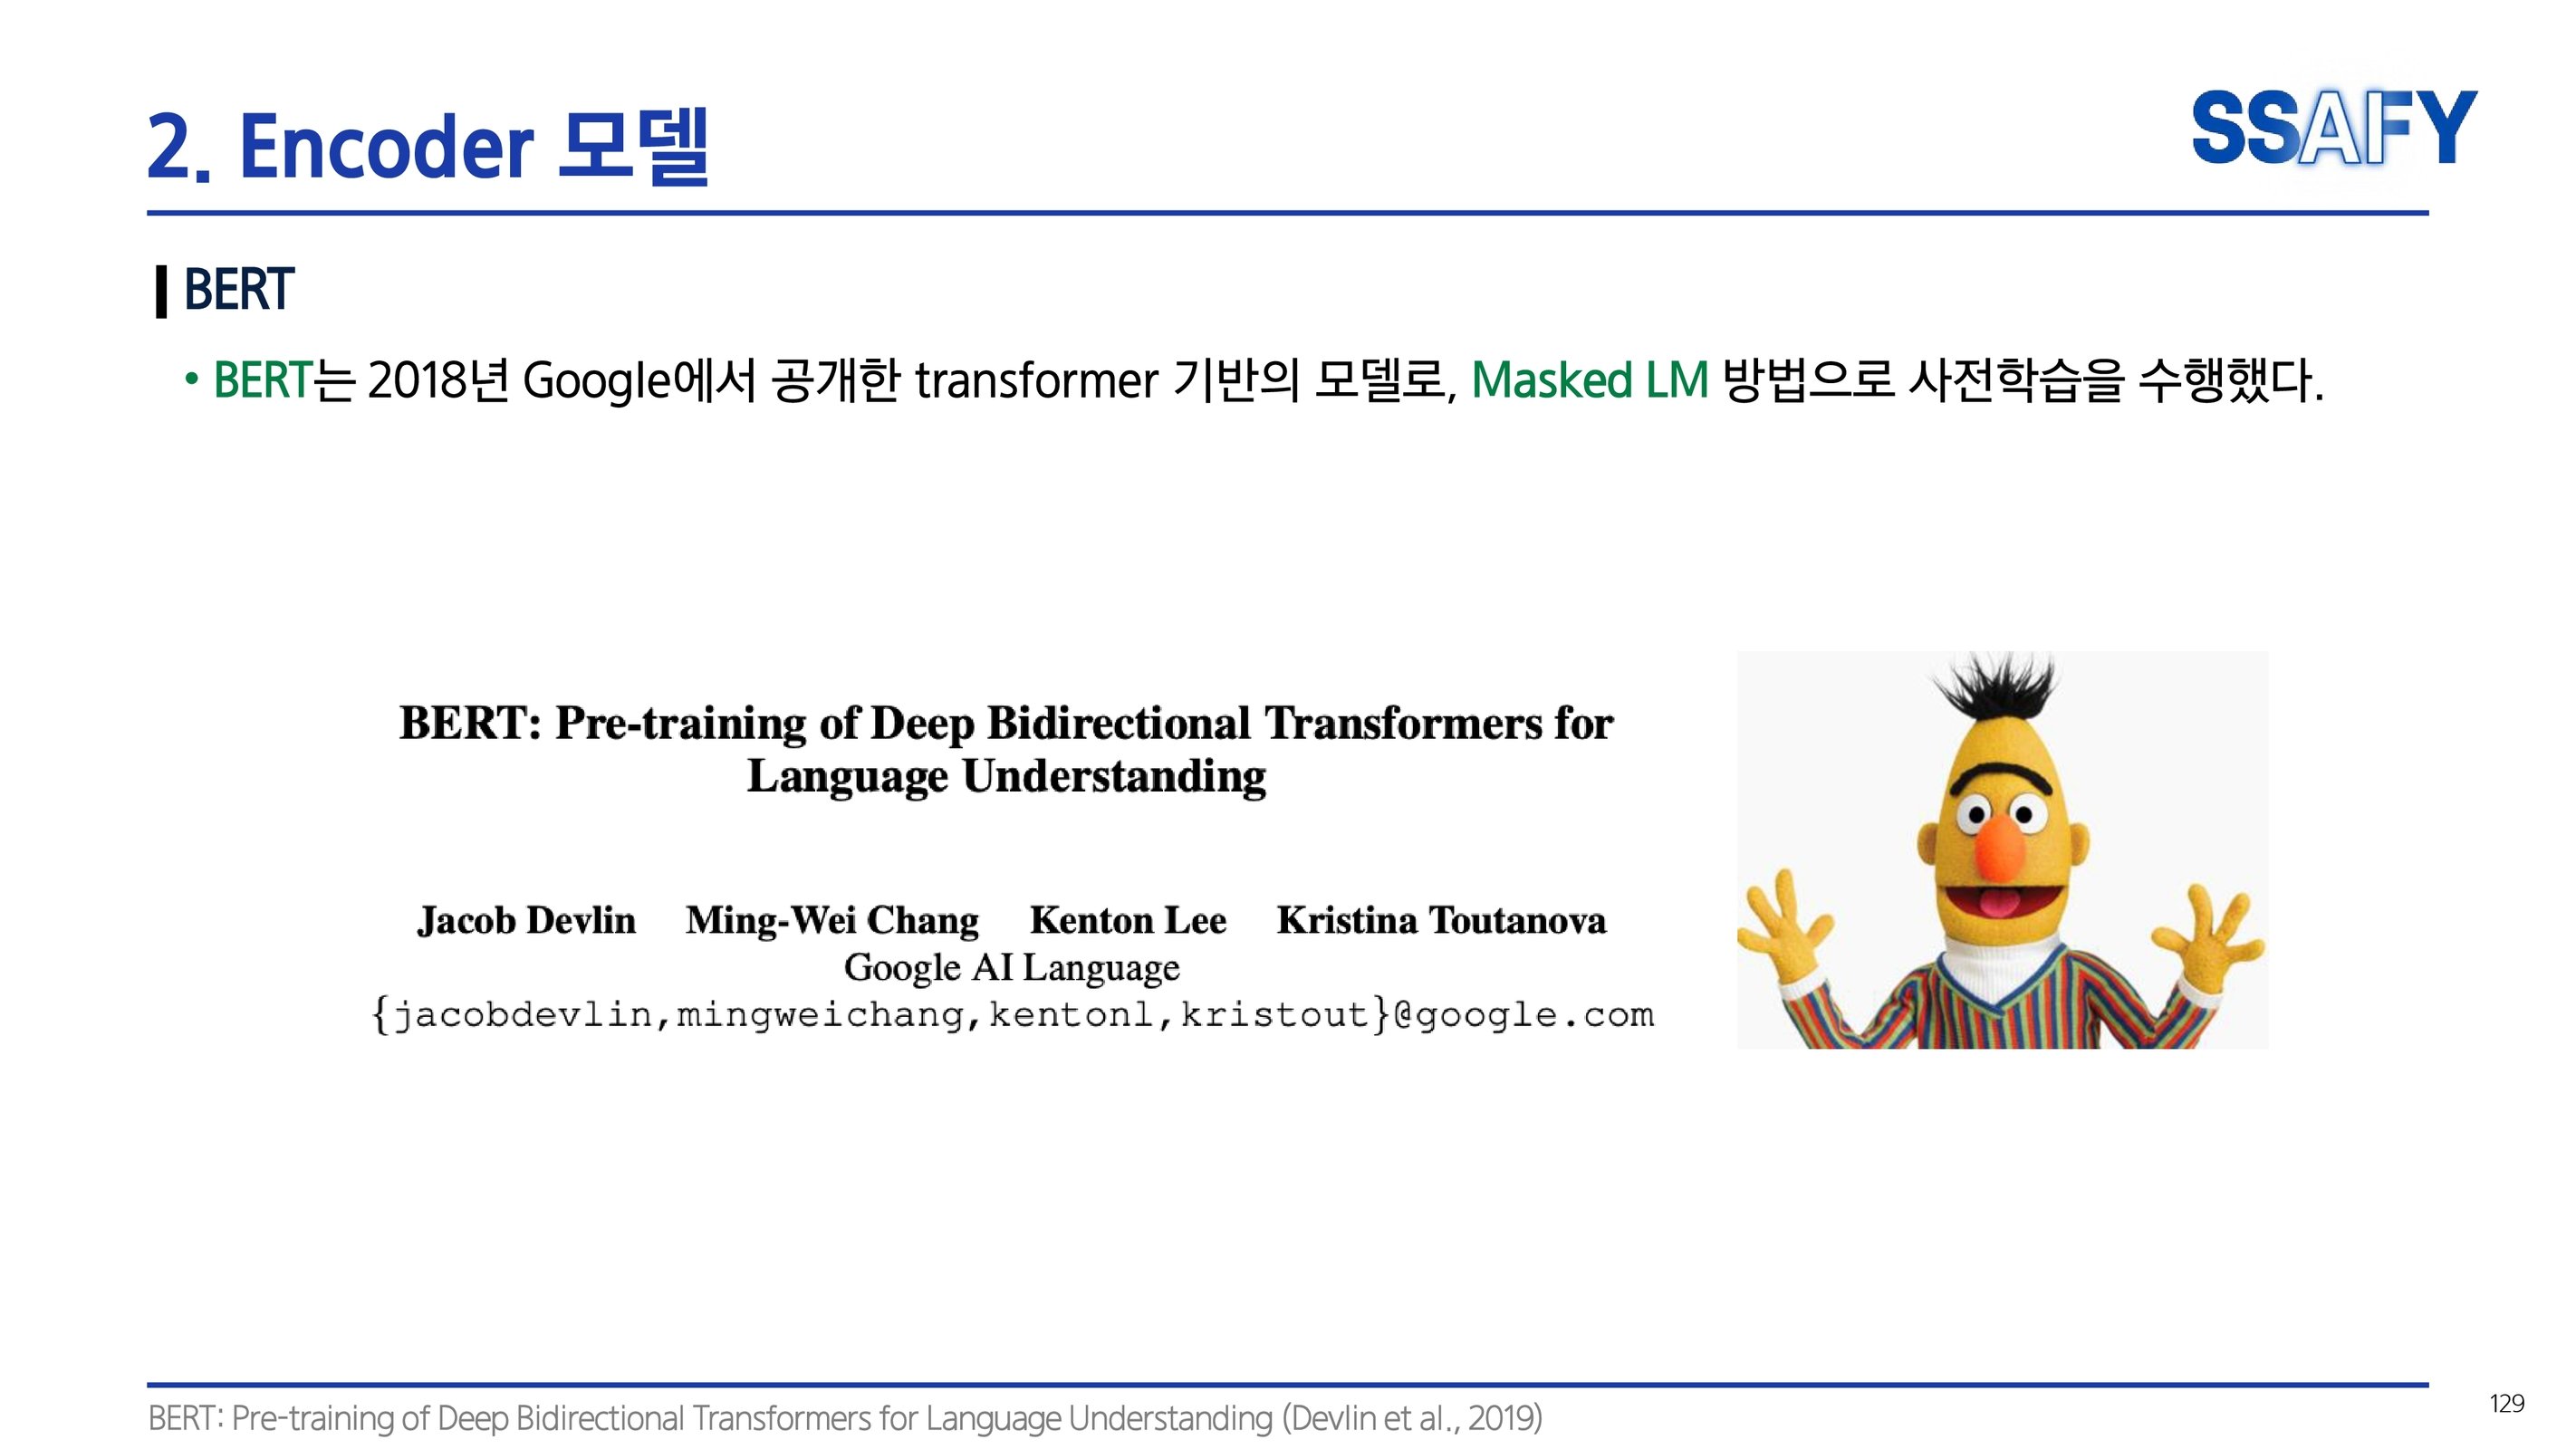 2. Encoder 모델
SSAFY
BERT
• BERT는 2018년 Google에서 공개한 transformer 기반의 모델로, Masked LM 방법으로 사전학습을 수행했다.
BERT: Pre-training of Deep Bidirectional Transformers for
Language Understanding
Jacob Devlin Ming-Wei Chang Kenton Lee Kristina Toutanova
Google AI Language
{jacobdevlin,mingweichang,kentonl,kristout}@google.com
BERT: Pre-training of Deep Bidirectional Transformers for Language Understanding (Devlin et al., 2019)
129